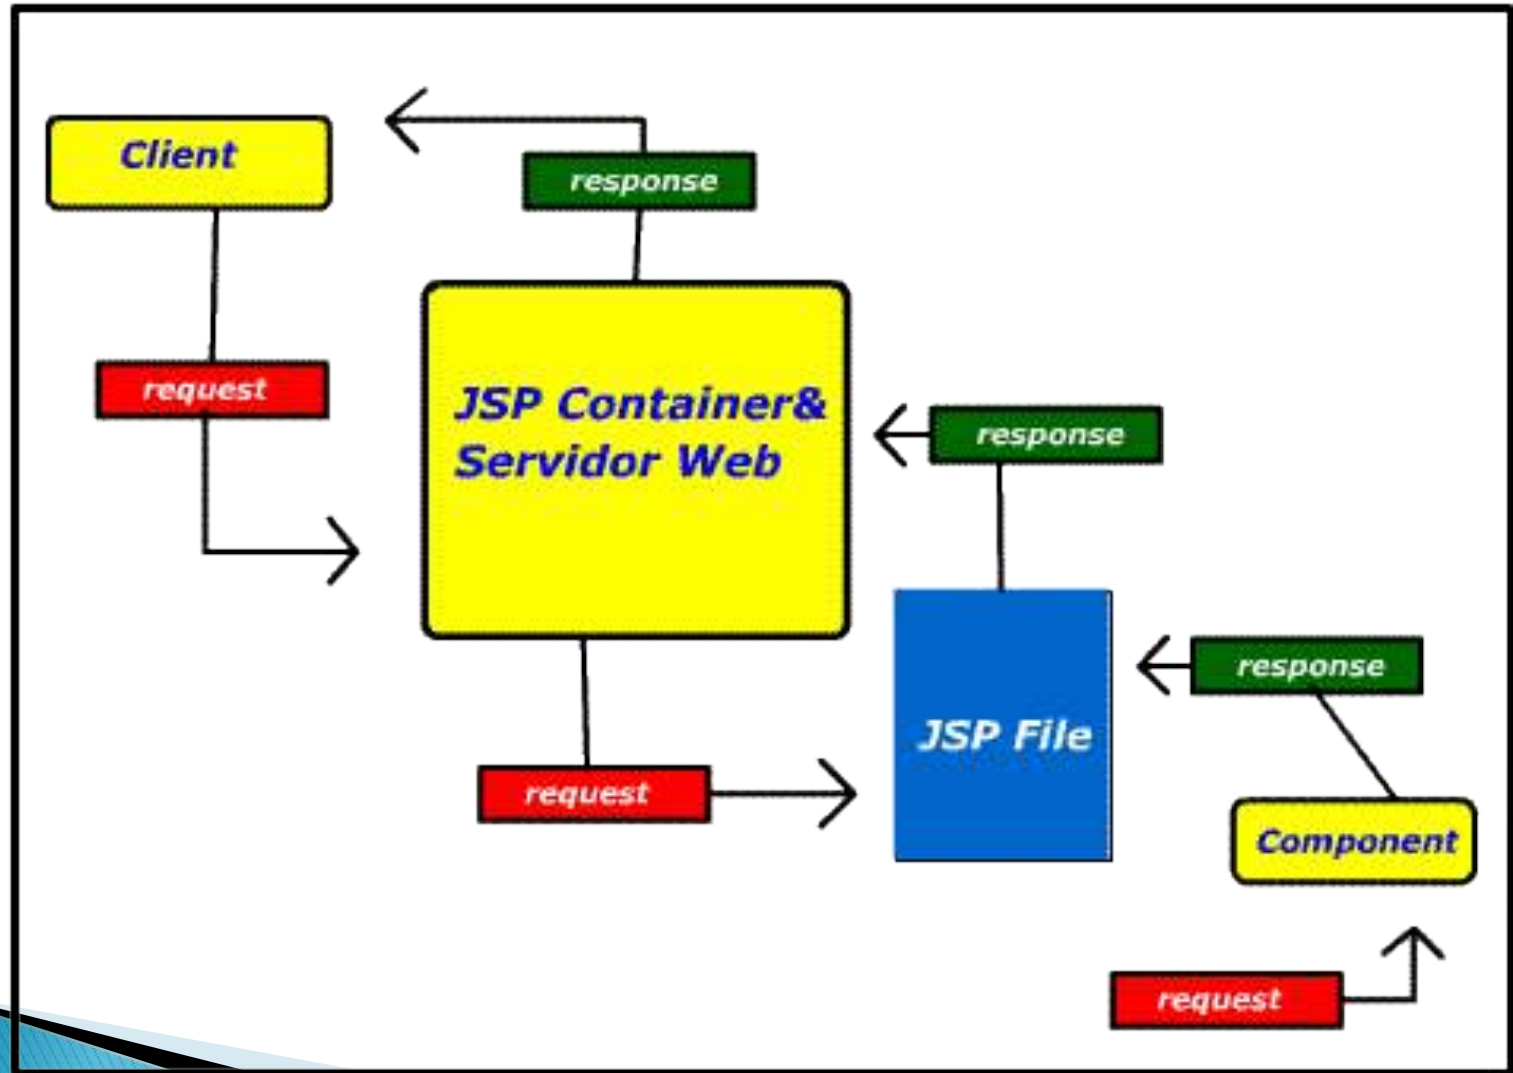 Client
response
request
JSP Container&
Servidor Web
response
response
JSP File
request
Component
request